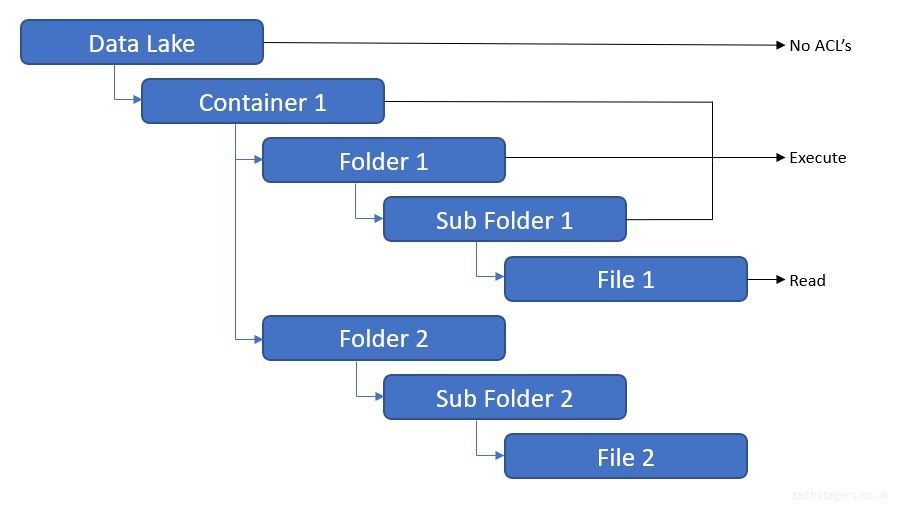 Data Lake
No ACL's
Container 1
Folder 1
Execute
Sub Folder 1
File 1
Read
Folder 2
Sub Folder 2
File 2
zachstagers.co.uk